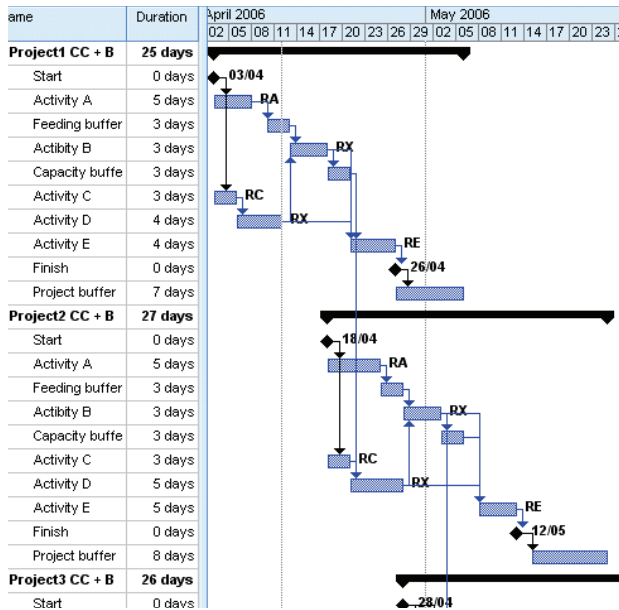 ame Duration April 2006 May 2006
02 05 08 11 14 17 20 23 26 29 02 05 08 11 14 17 20 23
Project1 CC + B 25 days
Start 0 days 03/04
Activity A 5 days RA
Feeding buffer 3 days
Actibity B 3 days RX
Capacity buffe 3 days
Activity C 3 days RC
Activity D 4 days RX
Activity E 4 days RE
Finish 0 days 26/04
Project buffer 7 days
Project2 CC + B 27 days
Start 0 days 18/04
Activity A 5 days RA
Feeding buffer 3 days
Actibity B 3 days RX
Capacity buffe 3 days
Activity C 3 days RC
Activity D 5 days RX
Activity E 5 days RE
Finish 0 days 12/05
Project buffer 8 days
Project3 CC + B 26 days
Start 0 days 28/04